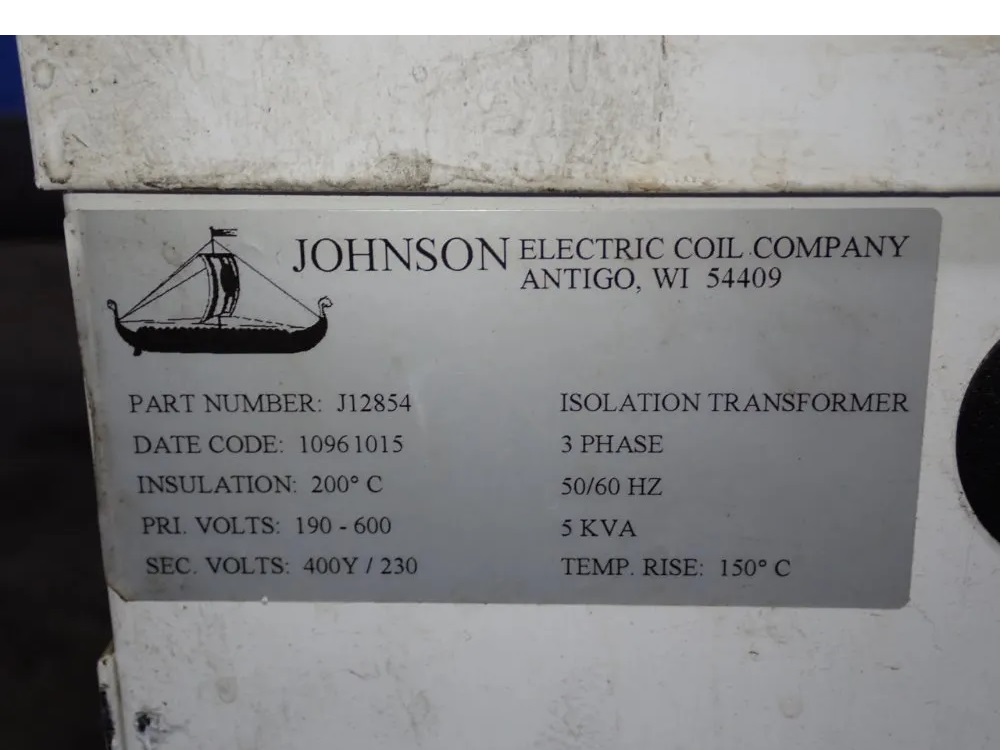 JOHNSON ELECTRIC COIL COMPANY
ANTIGO, WI 54409
PART NUMBER: J12854
DATE CODE: 10961015
INSULATION: 200° C
PRI. VOLTS: 190 - 600
SEC. VOLTS: 400Y / 230
ISOLATION TRANSFORMER
3 PHASE
50/60 HZ
5 KVA
TEMP. RISE: 150° C